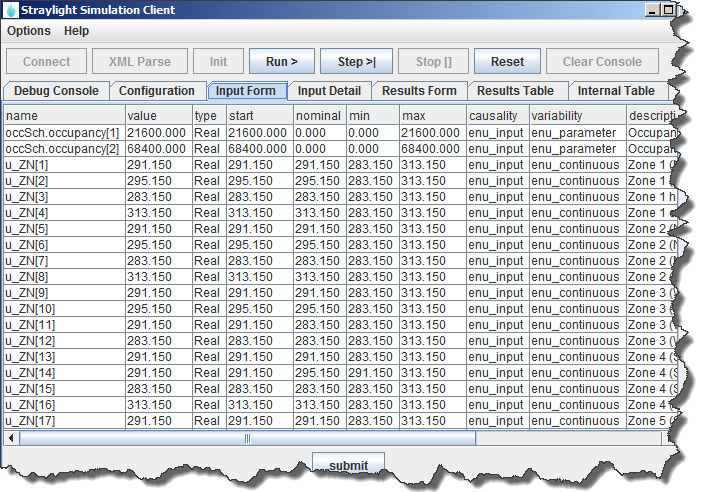 Straylight Simulation Client
Options Help
Connect XML Parse Init Run > Step >| Stop |] Reset Clear Console
Debug Console Configuration Input Form Input Detail Results Form Results Table Internal Table
name value type start nominal min max causality variability descripti
occSch.occupancy[1] 21600.000 Real 21600.000 0.000 0.000 21600.000 enu_input enu_parameter Occupan
occSch.occupancy[2] 68400.000 Real 68400.000 0.000 0.000 68400.000 enu_input enu_parameter Occupan
u_ZN[1] 291.150 Real 291.150 291.150 283.150 313.150 enu_input enu_continuous Zone 1 (
u_ZN[2] 295.150 Real 295.150 295.150 283.150 313.150 enu_input enu_continuous Zone 1
u_ZN[3] 283.150 Real 283.150 283.150 283.150 313.150 enu_input enu_continuous Zone 1 h
u_ZN[4] 313.150 Real 313.150 313.150 283.150 313.150 enu_input enu_continuous Zone 1
u_ZN[5] 291.150 Real 291.150 291.150 283.150 313.150 enu_input enu_continuous Zone 2 (
u_ZN[6] 295.150 Real 295.150 295.150 283.150 313.150 enu_input enu_continuous Zone 2 (
u_ZN[7] 283.150 Real 283.150 283.150 283.150 313.150 enu_input enu_continuous Zone 2
u_ZN[8] 313.150 Real 313.150 313.150 283.150 313.150 enu_input enu_continuous Zone 2
u_ZN[9] 291.150 Real 291.150 291.150 283.150 313.150 enu_input enu_continuous Zone 3 (
u_ZN[10] 295.150 Real 295.150 295.150 283.150 313.150 enu_input enu_continuous Zone 3
u_ZN[11] 291.150 Real 291.150 283.150 283.150 313.150 enu_input enu_continuous Zone 3 (
u_ZN[12] 283.150 Real 283.150 313.150 283.150 313.150 enu_input enu_continuous Zone 3 (
u_ZN[13] 291.150 Real 291.150 291.150 283.150 313.150 enu_input enu_continuous Zone 4 (S
u_ZN[14] 291.150 Real 291.150 295.150 291.150 313.150 enu_input enu_continuous Zone 4 (S
u_ZN[15] 283.150 Real 283.150 283.150 283.150 313.150 enu_input enu_continuous Zone 4 (S
u_ZN[16] 313.150 Real 313.150 313.150 283.150 313.150 enu_input enu_continuous Zone 4
u_ZN[17] 291.150 Real 291.150 291.150 283.150 313.150 enu_input enu_continuous Zone 5 (
submit